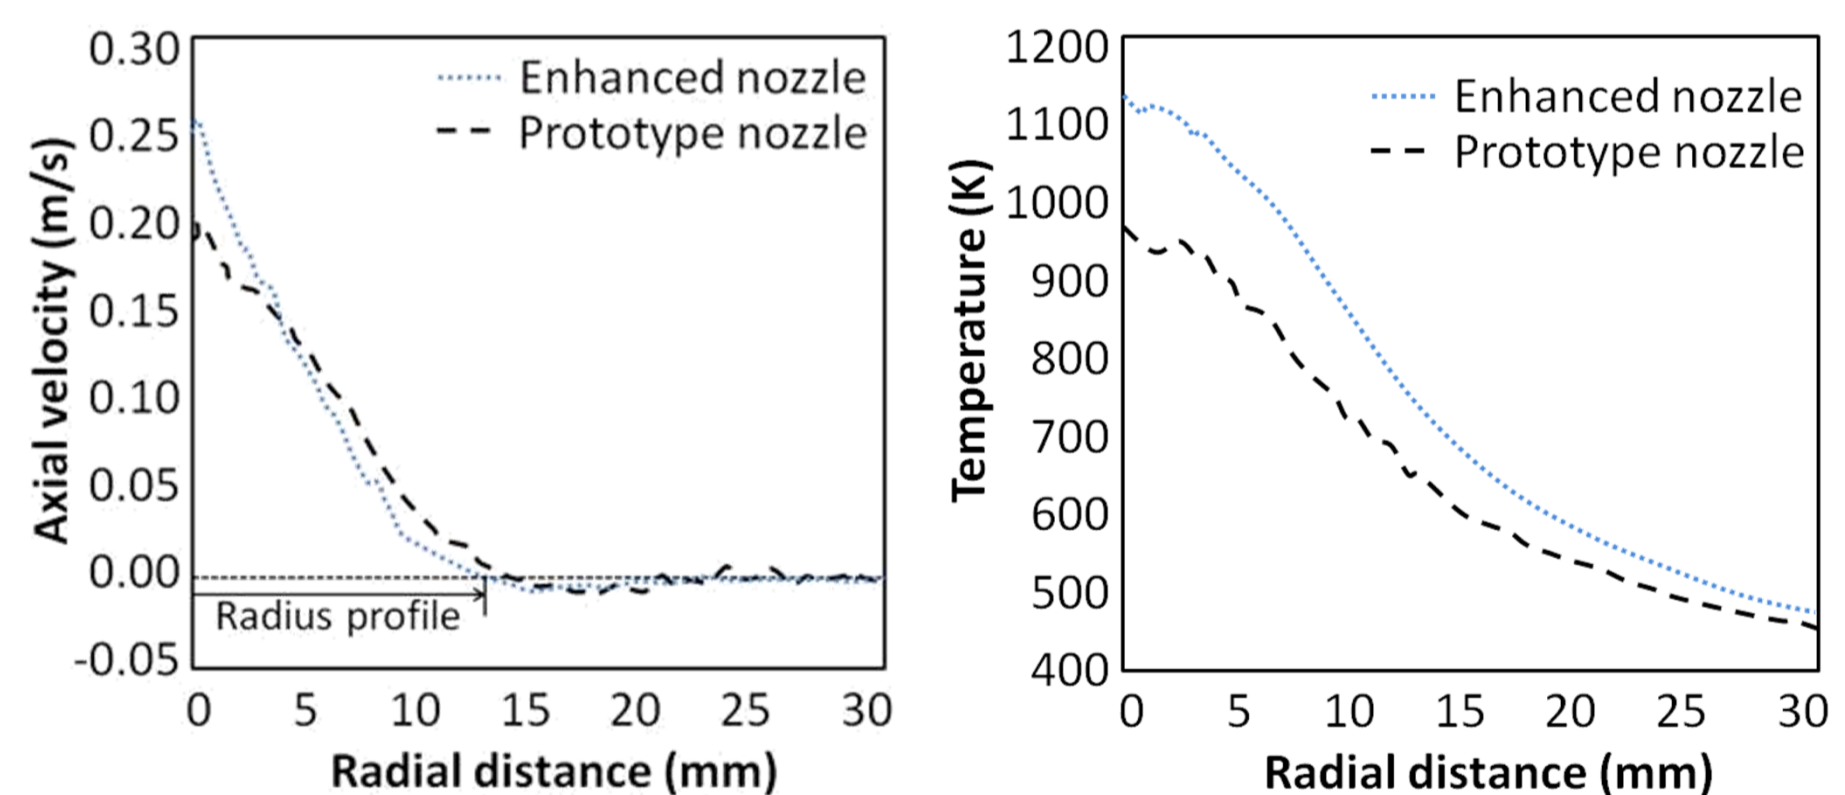 0.30
0.25
0.20
0.15
0.10
0.05
0.00
-0.05
Axial velocity (m/s)
Enhanced nozzle
Prototype nozzle
Radius profile
0 5 10 15 20 25 30
Radial distance (mm)
1200
1100
1000
900
800
700
600
500
400
Temperature (K)
Enhanced nozzle
Prototype nozzle
0 5 10 15 20 25 30
Radial distance (mm)